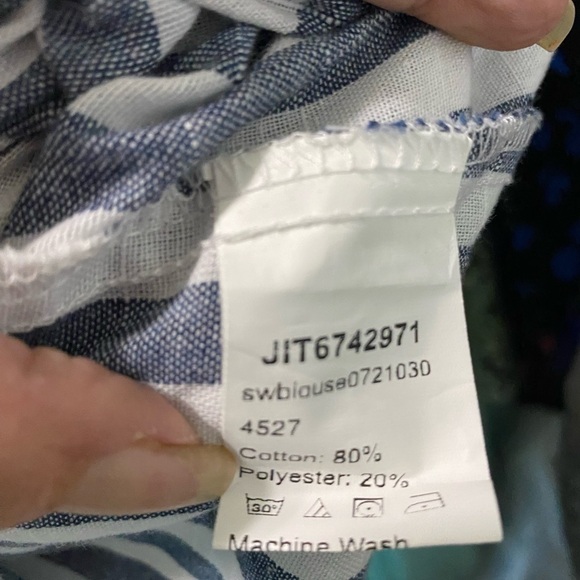 JIT6742971
swblouse0721030
4527
Cotton: 80%
Polyester: 20%
30°
Machine Wash